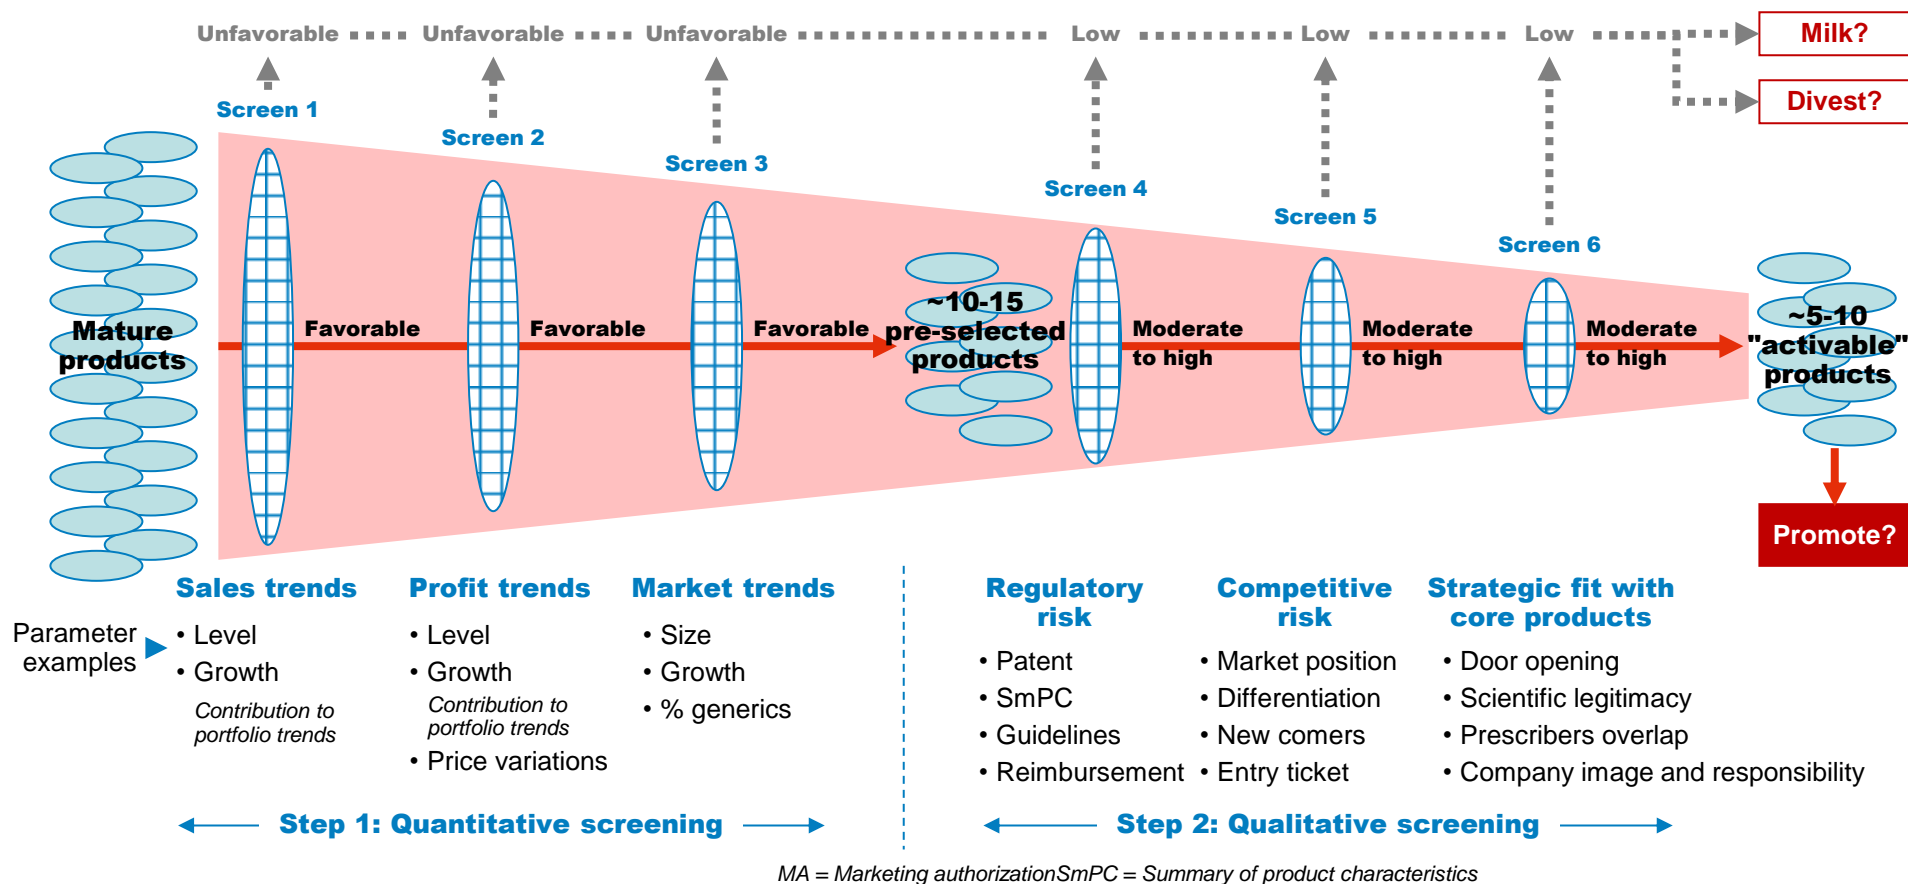 Unfavorable
Unfavorable
Unfavorable
Low
Low
Low
Milk?
Divest?
Screen 1
Screen 2
Screen 3
Screen 4
Screen 5
Screen 6
Mature
products
Favorable
Favorable
Favorable
~10-15
pre-selected
products
Moderate
to high
Moderate
to high
Moderate
to high
~5-10
"activable"
products
Promote?
Parameter
examples
Sales trends
• Level
• Growth
Contribution to
portfolio trends
Profit trends
• Level
• Growth
Contribution to
portfolio trends
• Price variations
Market trends
• Size
• Growth
• % generics
Regulatory
risk
• Patent
• SmPC
• Guidelines
• Reimbursement
Competitive
risk
• Market position
• Differentiation
• New comers
• Entry ticket
Strategic fit with
core products
• Door opening
• Scientific legitimacy
• Prescribers overlap
• Company image and responsibility
Step 1: Quantitative screening
Step 2: Qualitative screening
MA = Marketing authorizationSmPC = Summary of product characteristics